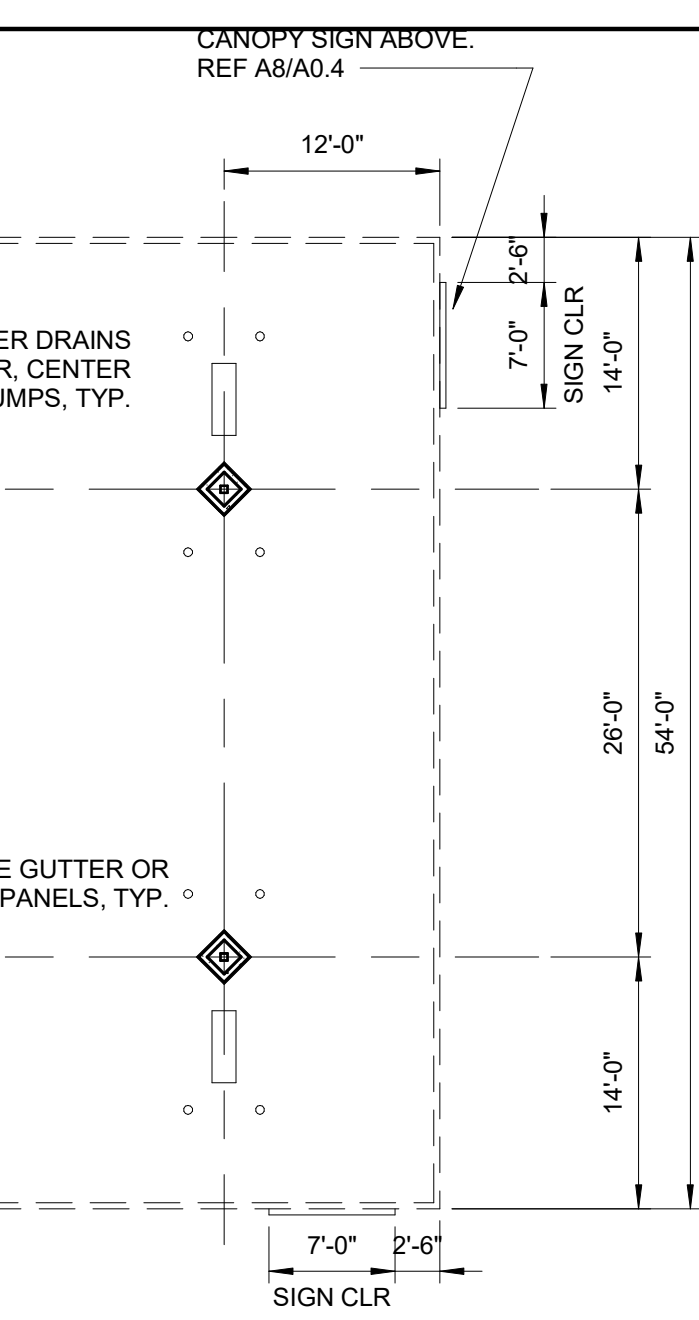 CANOPY SIGN ABOVE.
REF A8/A0.4
12'-0"
2'-6"
7'-0"
SIGN CLR
14'-0"
ER DRAINS
R, CENTER
UMPS, TYP.
26'-0"
54'-0"
E GUTTER OR
PANELS, TYP.
14'-0"
7'-0" 2'-6"
SIGN CLR